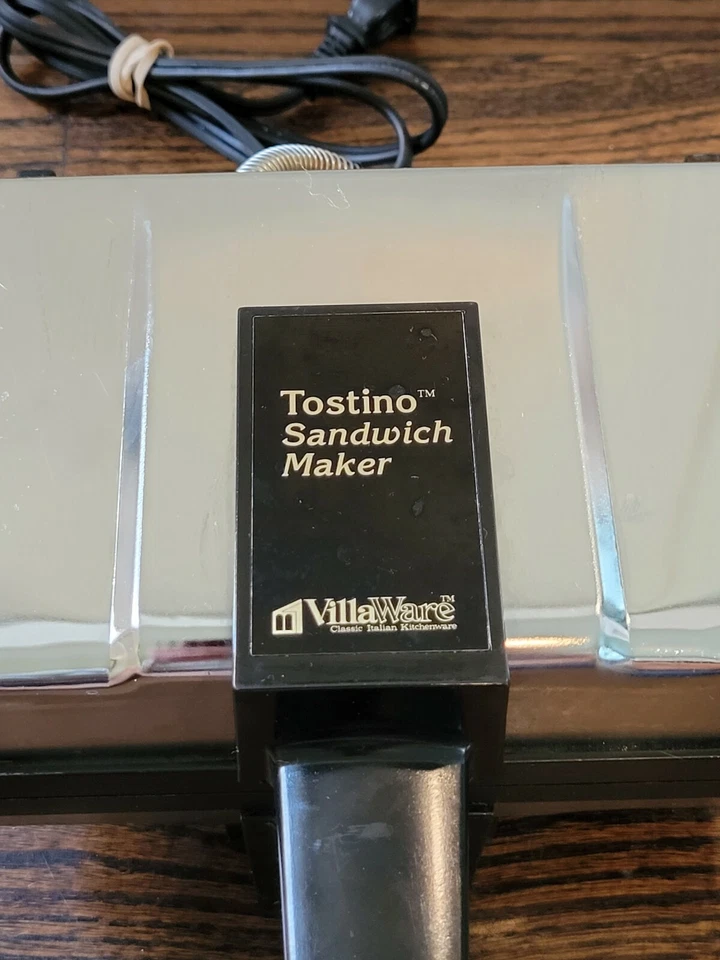 Tostino™
Sandwich
Maker
VillaWare™
Classic Italian Kitchenware